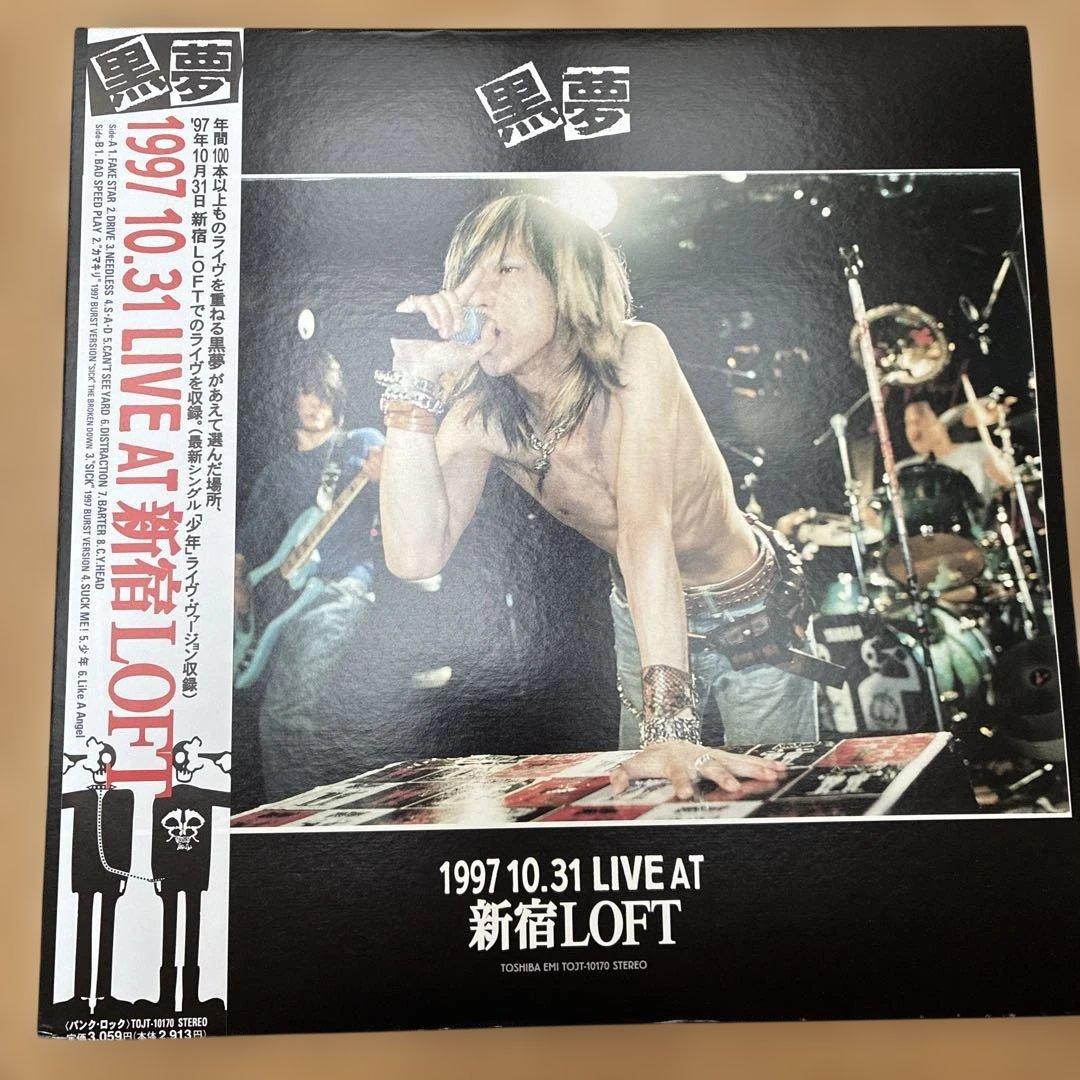 黒夢
年間100本以上ものライヴを重ねる黒夢があえて選んだ場所、
'97年10月31日 新宿LOFTでのライヴを収録。(最新シングル「少年」ライヴ・ヴァージョン収録)
1997 10.31 LIVE AT 新宿LOFT
Side-A 1. FAKE STAR 2. DRIVE 3. NEEDLESS 4. S・A・D 5. CAN'T SEE YARD 6. DISTRACTION 7. BARTER 8. C.Y.HEAD
Side-B 1. BAD SPEED PLAY 2. "カマキリ" 1997 BURST VERSION "SICK" THE BROKEN DOWN 3. "SICK" 1997 BURST VERSION 4. SUCK ME! 5. 少年 6. Like A Angel
〈パンク・ロック〉TOJT-10170 STEREO
定価3,059円(本体2,913円)
黒夢
YAMAHA
1997 10.31 LIVE AT
新宿LOFT
TOSHIBA EMI TOJT-10170 STEREO